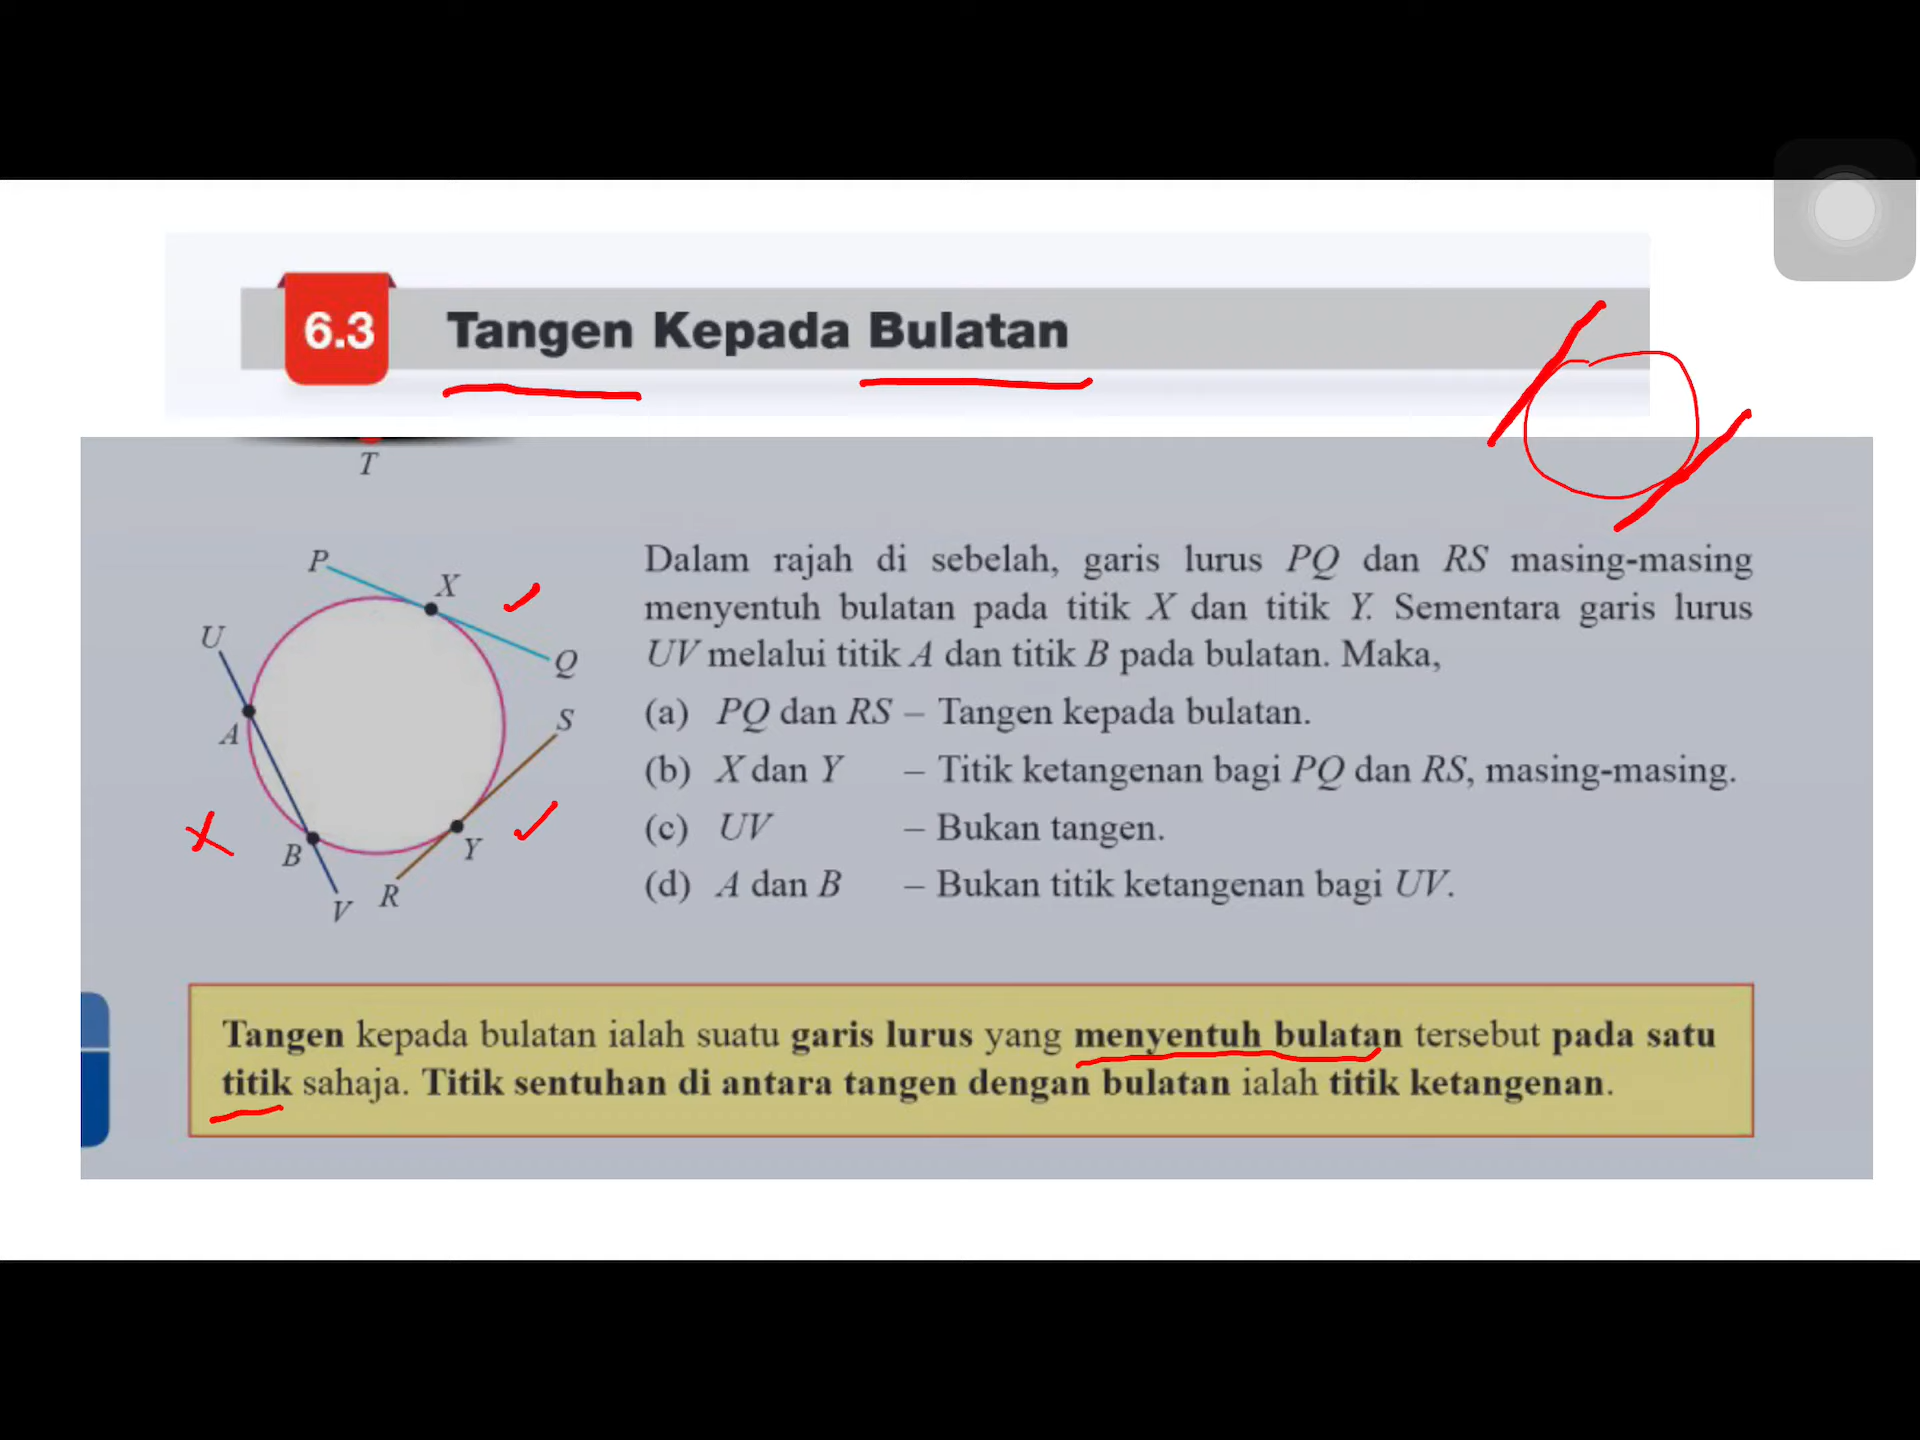 6.3 Tangen Kepada Bulatan
T
P
X
U
Q
S
A
B
Y
V
R
Dalam rajah di sebelah, garis lurus PQ dan RS masing-masing
menyentuh bulatan pada titik X dan titik Y. Sementara garis lurus
UV melalui titik A dan titik B pada bulatan. Maka,
(a) PQ dan RS – Tangen kepada bulatan.
(b) X dan Y – Titik ketangenan bagi PQ dan RS, masing-masing.
(c) UV – Bukan tangen.
(d) A dan B – Bukan titik ketangenan bagi UV.
Tangen kepada bulatan ialah suatu garis lurus yang menyentuh bulatan tersebut pada satu
titik sahaja. Titik sentuhan di antara tangen dengan bulatan ialah titik ketangenan.